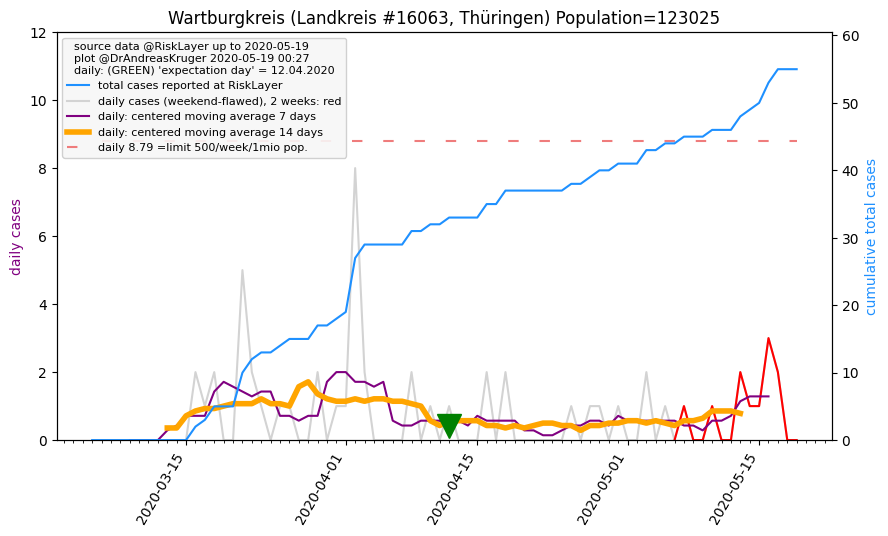 Wartburgkreis (Landkreis #16063, Thüringen) Population=123025
source data @RiskLayer up to 2020-05-19
plot @DrAndreasKruger 2020-05-19 00:27
daily: (GREEN) 'expectation day' = 12.04.2020
total cases reported at RiskLayer
daily cases (weekend-flawed), 2 weeks: red
daily: centered moving average 7 days
daily: centered moving average 14 days
daily 8.79 =limit 500/week/1mio pop.
daily cases
12
10
8
6
4
2
0
cumulative total cases
60
50
40
30
20
10
0
2020-03-15
2020-04-01
2020-04-15
2020-05-01
2020-05-15